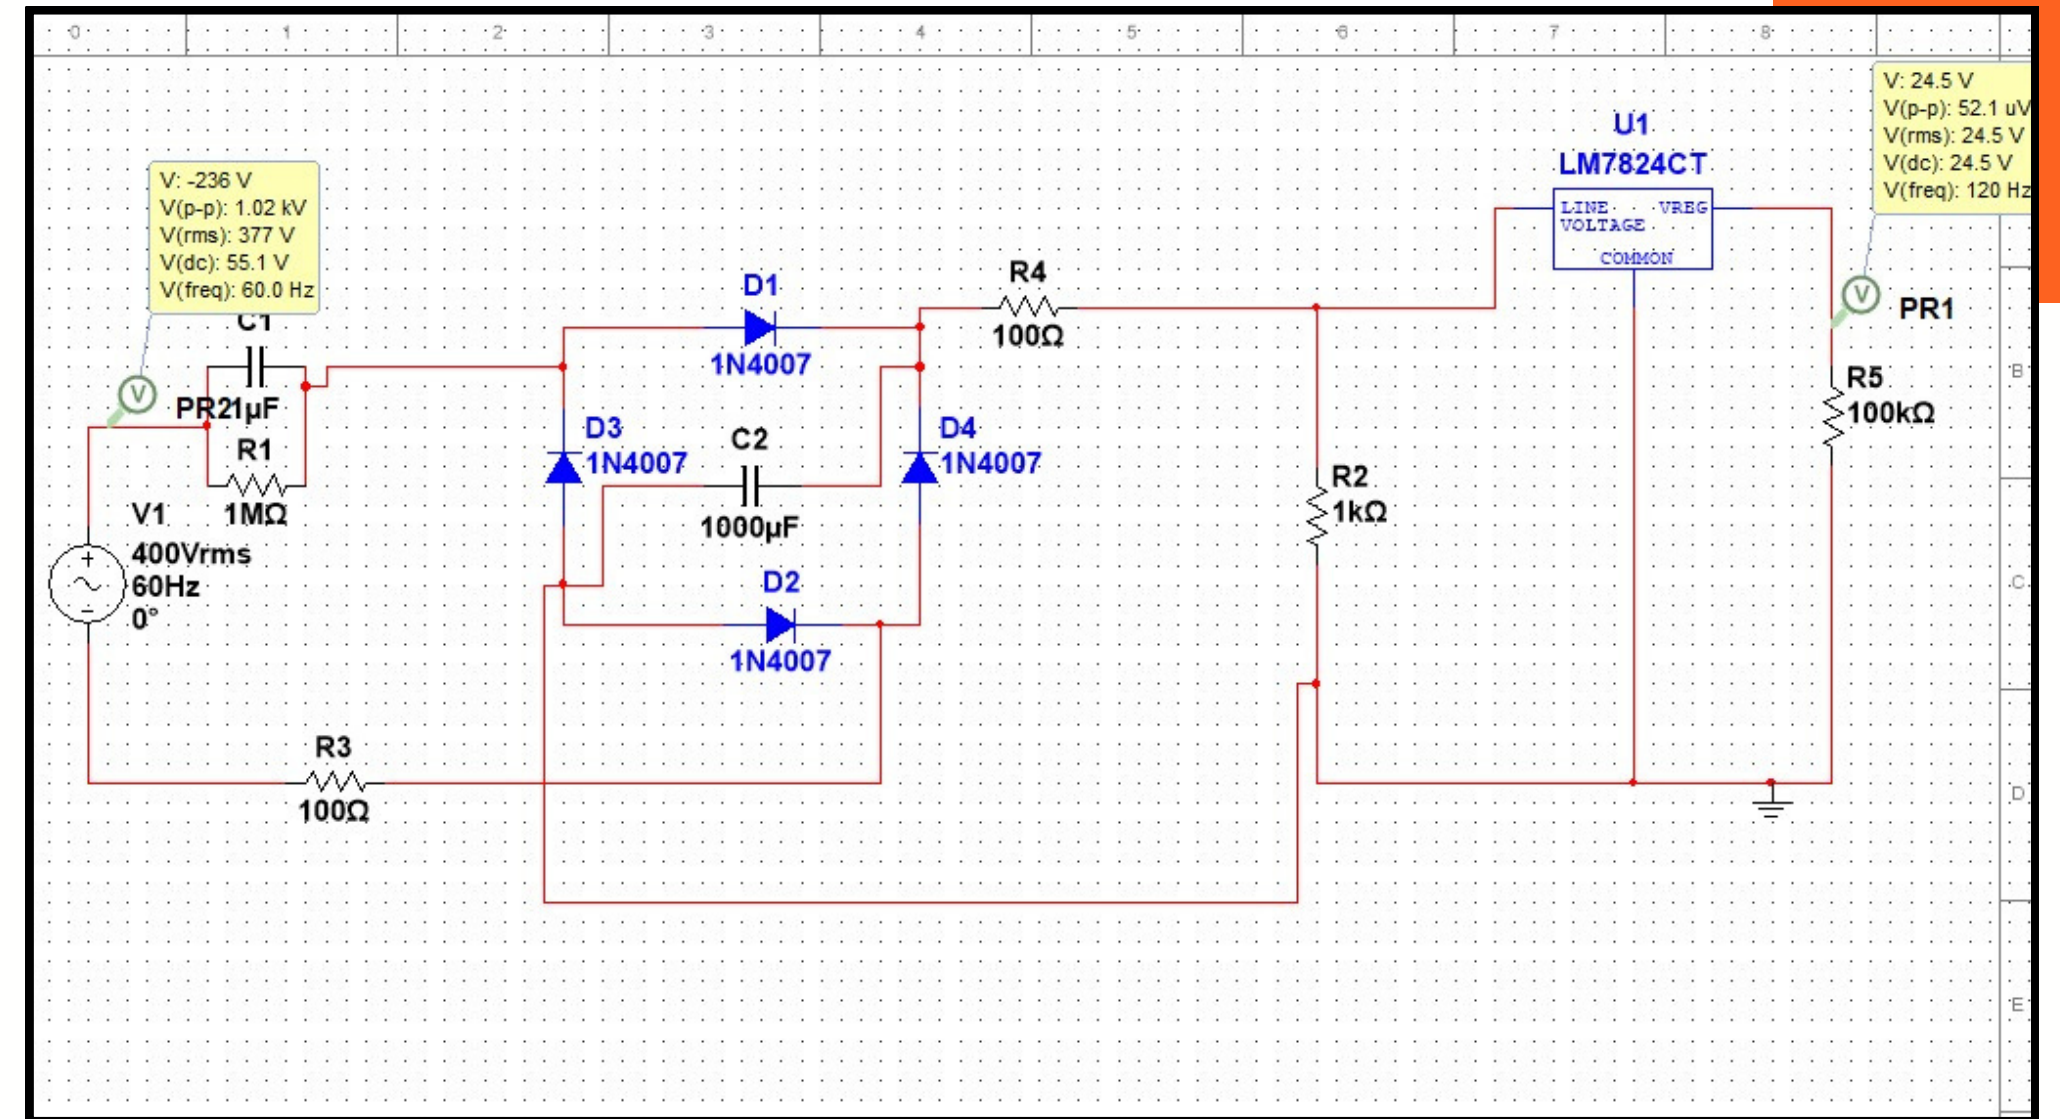 0 1 2 3 4 5 6 7 8
V: 24.5 V
V(p-p): 52.1 uV
V(rms): 24.5 V
V(dc): 24.5 V
V(freq): 120 Hz
U1
LM7824CT
LINE VREG
VOLTAGE
COMMON
V: -236 V
V(p-p): 1.02 kV
V(rms): 377 V
V(dc): 55.1 V
V(freq): 60.0 Hz
C1
V
PR2
1µF
R1
1MΩ
V1
400Vrms
60Hz
0°
D1
1N4007
R4
100Ω
V
PR1
B
R5
100kΩ
D3
1N4007
C2
1000µF
D4
1N4007
R2
1kΩ
C
D2
1N4007
R3
100Ω
D
E